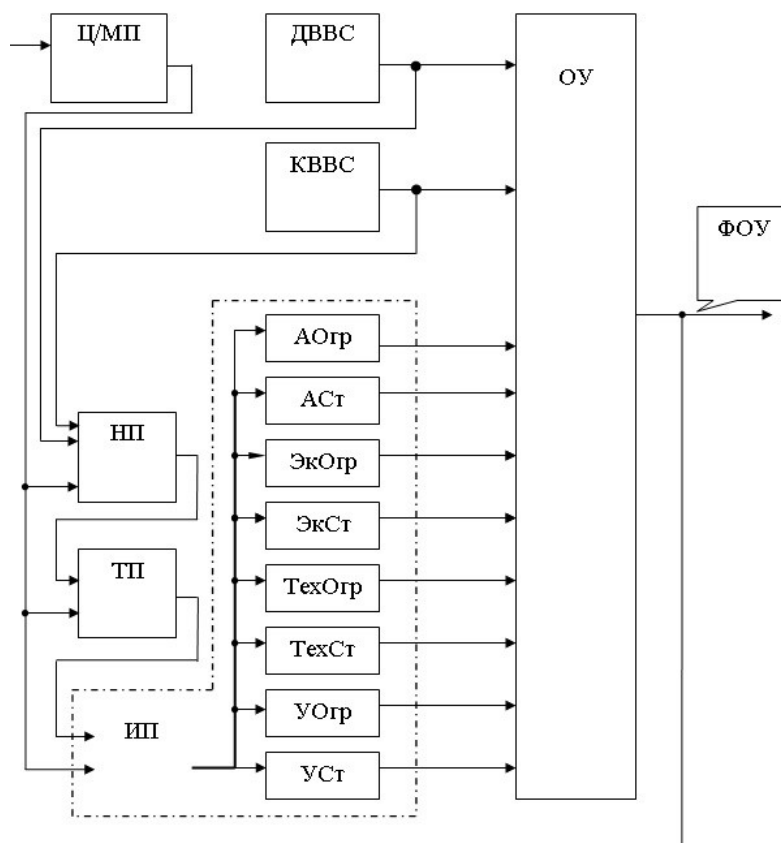 Ц/МП
ДВВС
ОУ
КВВС
ФОУ
АОгр
АСт
НП
ЭкОгр
ЭкСт
ТП
ТехОгр
ТехСт
ИП
УОгр
УСт